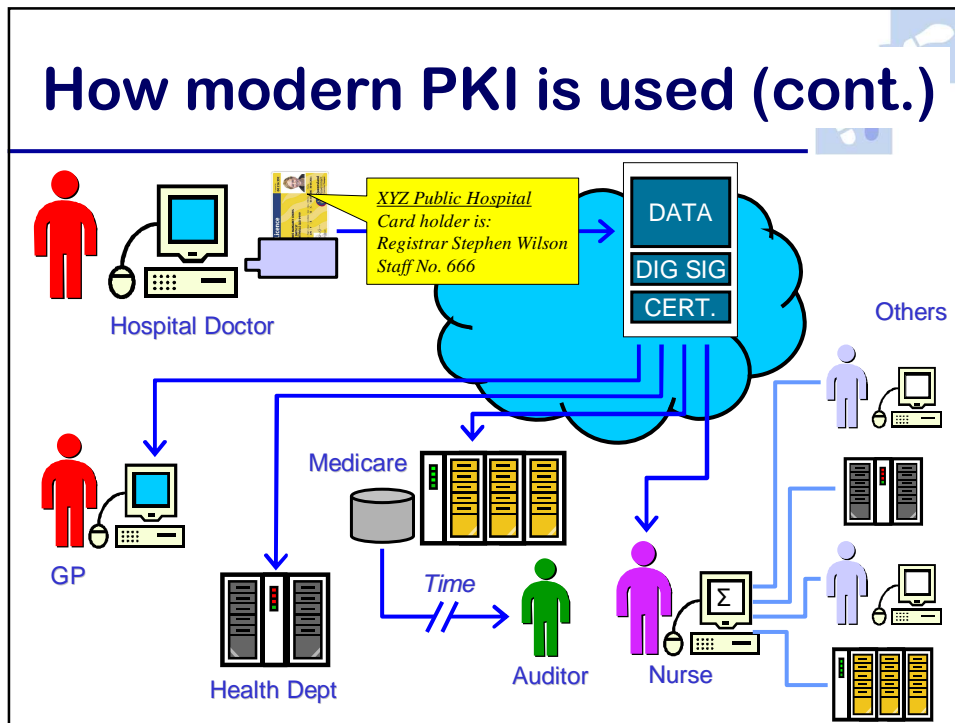 How modern PKI is used (cont.)
XYZ Public Hospital
Card holder is:
Registrar Stephen Wilson
Staff No. 666
DATA
DIG SIG
CERT.
Hospital Doctor
Others
Medicare
GP
Time
Σ
Health Dept
Auditor
Nurse